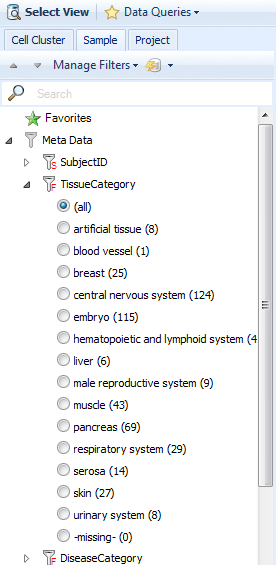 Select View Data Queries
Cell Cluster Sample Project
Manage Filters
Search
Favorites
Meta Data
SubjectID
TissueCategory
(all)
artificial tissue (8)
blood vessel (1)
breast (25)
central nervous system (124)
embryo (115)
hematopoietic and lymphoid system (4
liver (6)
male reproductive system (9)
muscle (43)
pancreas (69)
respiratory system (29)
serosa (14)
skin (27)
urinary system (8)
-missing- (0)
DiseaseCategory